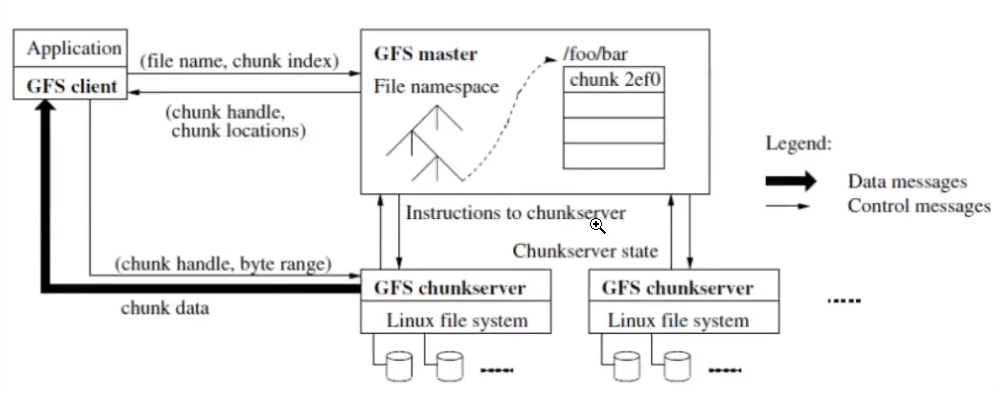 Application
GFS client
(file name, chunk index)
(chunk handle,
chunk locations)
GFS master
File namespace
/foo/bar
chunk 2ef0
Legend:
Data messages
Control messages
Instructions to chunkserver
Chunkserver state
(chunk handle, byte range)
chunk data
GFS chunkserver
Linux file system
GFS chunkserver
Linux file system